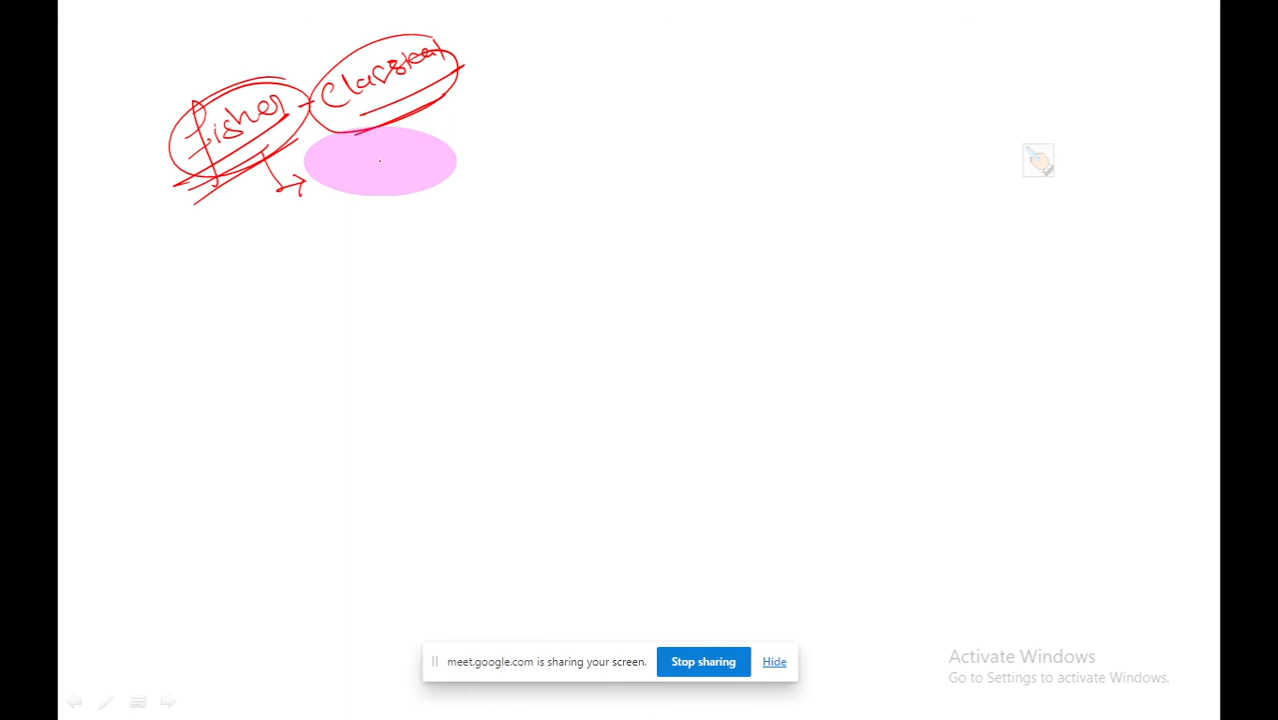 Fisher - Classical
meet.google.com is sharing your screen. Stop sharing Hide
Activate Windows
Go to Settings to activate Windows.